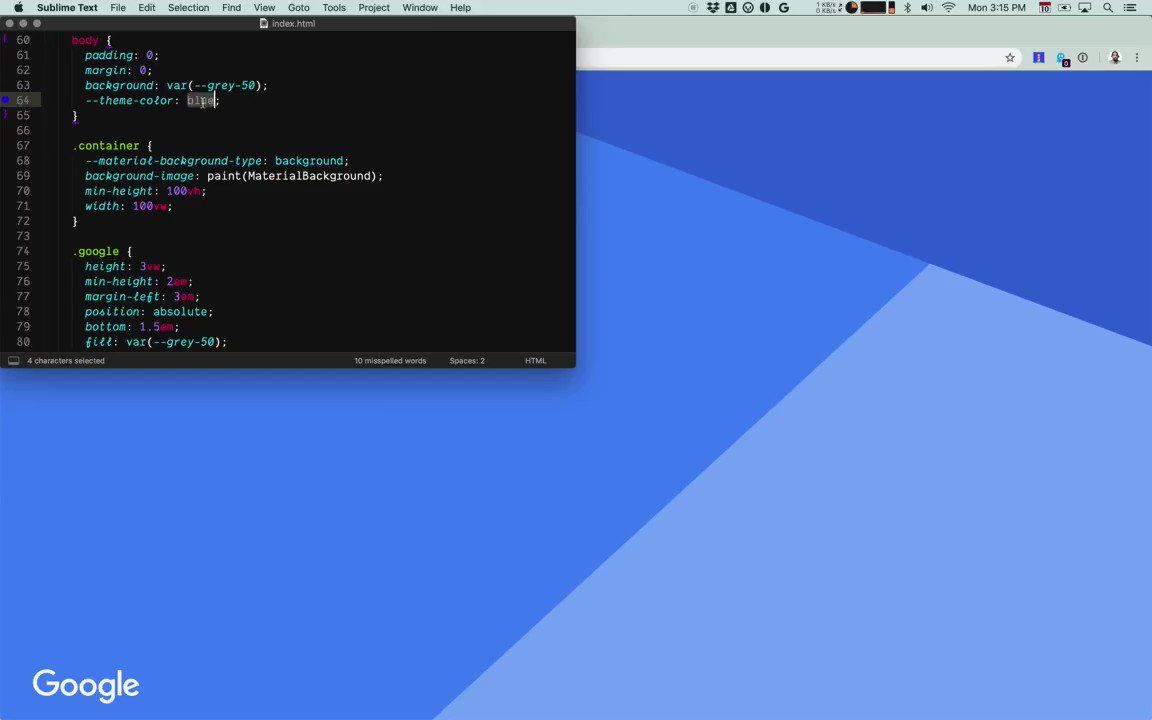 Sublime Text File Edit Selection Find View Goto Tools Project Window Help
1 KB/s
0 KB/s
Mon 3:15 PM
10
index.html
60 body {
61 padding: 0;
62 margin: 0;
63 background: var(--grey-50);
64 --theme-color: blue;
65 }
66
67 .container {
68 --material-background-type: background;
69 background-image: paint(MaterialBackground);
70 min-height: 100vh;
71 width: 100vw;
72 }
73
74 .google {
75 height: 3vw;
76 min-height: 2em;
77 margin-left: 3em;
78 position: absolute;
79 bottom: 1.5em;
80 fill: var(--grey-50);
4 characters selected
10 misspelled words
Spaces: 2
HTML
0
Google